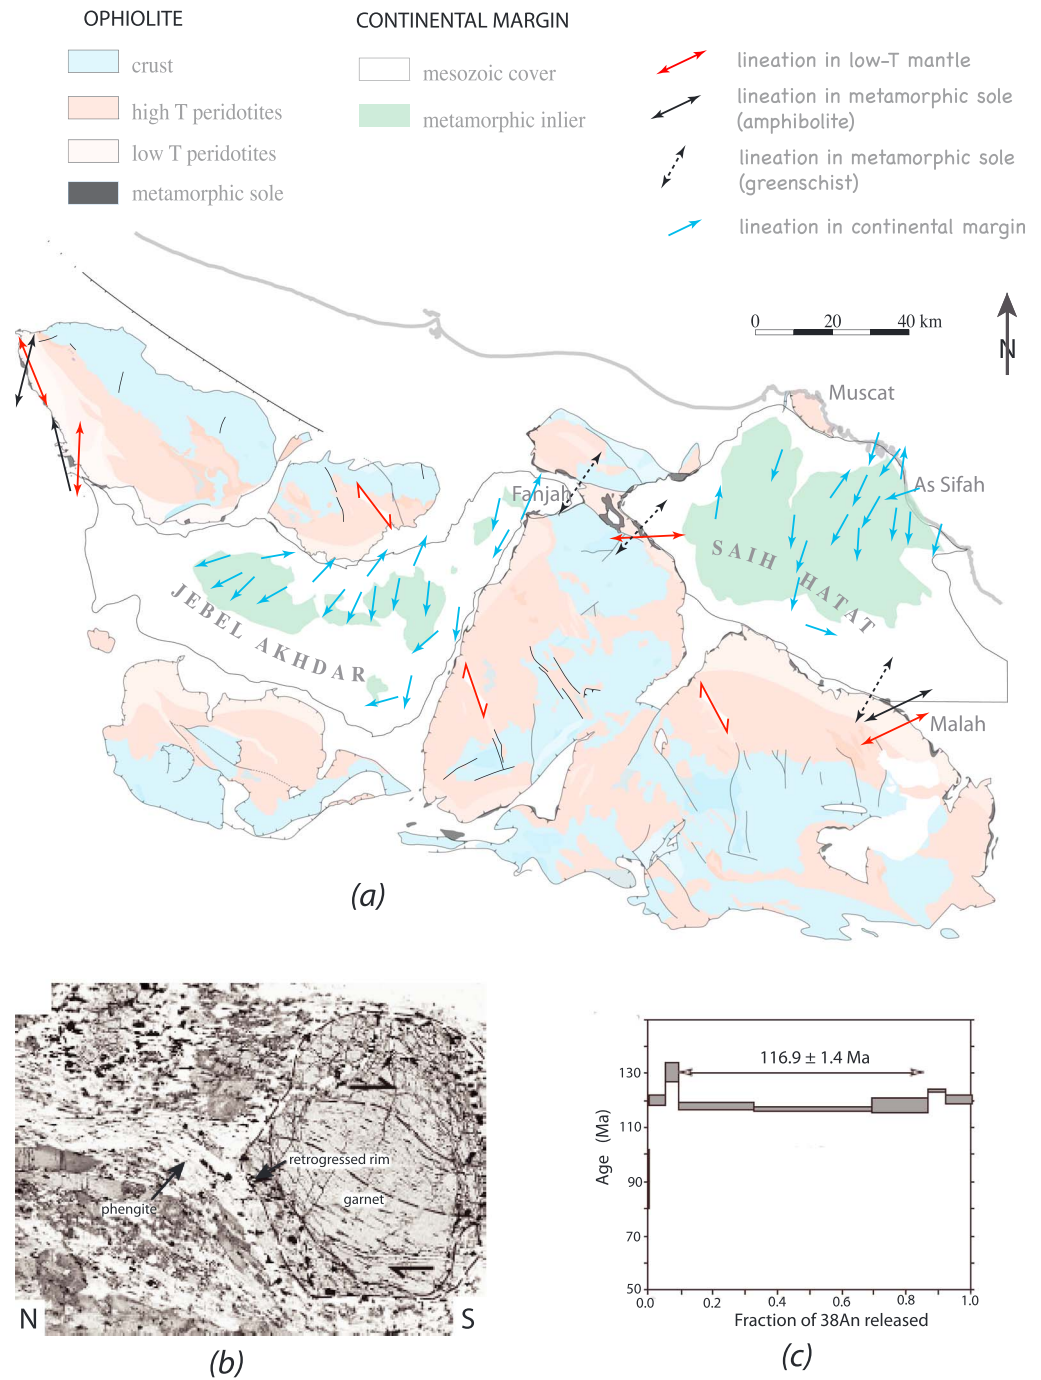 OPHIOLITE
crust
high T peridotites
low T peridotites
metamorphic sole
CONTINENTAL MARGIN
mesozoic cover
metamorphic inlier
lineation in low-T mantle
lineation in metamorphic sole
(amphibolite)
lineation in metamorphic sole
(greenschist)
lineation in continental margin
0 20 40 km
N
Muscat
As Sifah
Fanjah
SAIH HATAT
JEBEL AKHDAR
Malah
(a)
retrogressed rim
garnet
phengite
N
S
(b)
116.9 ± 1.4 Ma
130
110
90
70
50
Age (Ma)
0.0 0.2 0.4 0.6 0.8 1.0
Fraction of 38An released
(c)